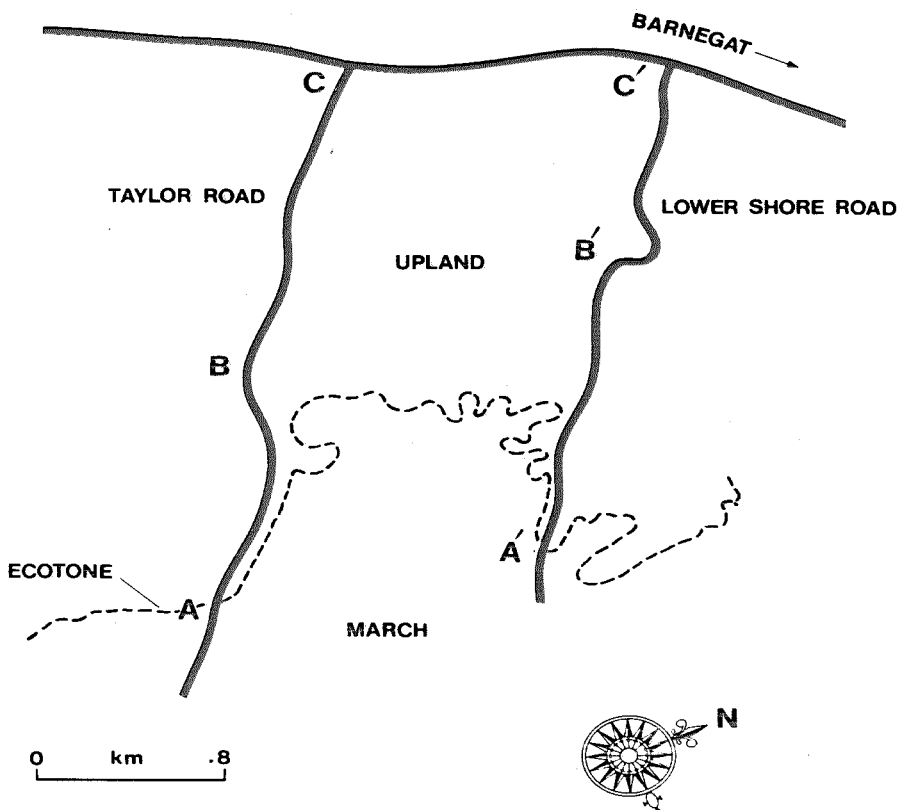 BARNEGAT
C
C′
TAYLOR ROAD
LOWER SHORE ROAD
B′
UPLAND
B
A′
ECOTONE
A
MARCH
N
0 km .8